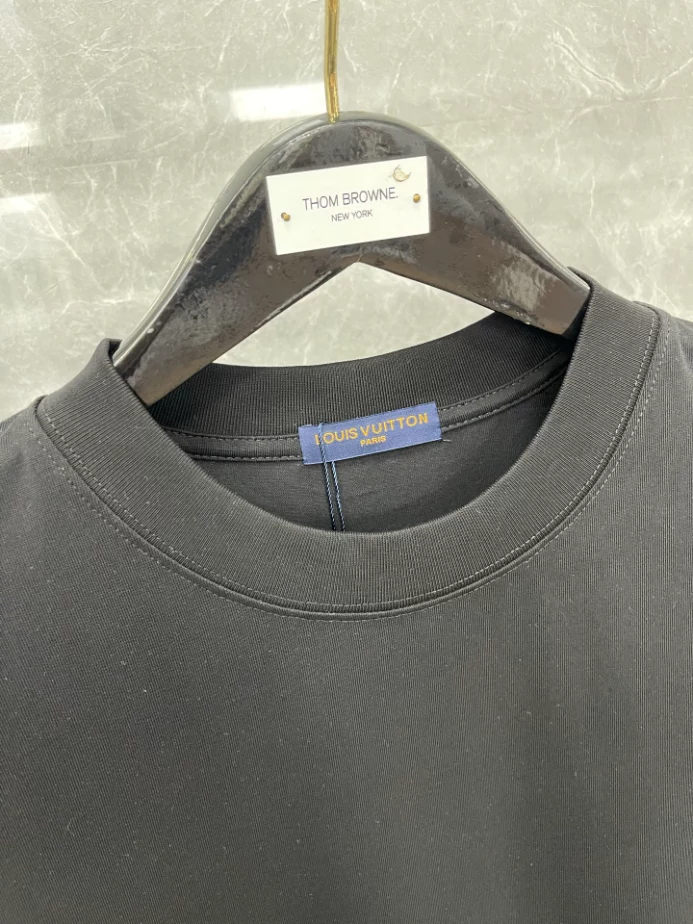 THOM BROWNE.
NEW YORK
LOUIS VUITTON
PARIS